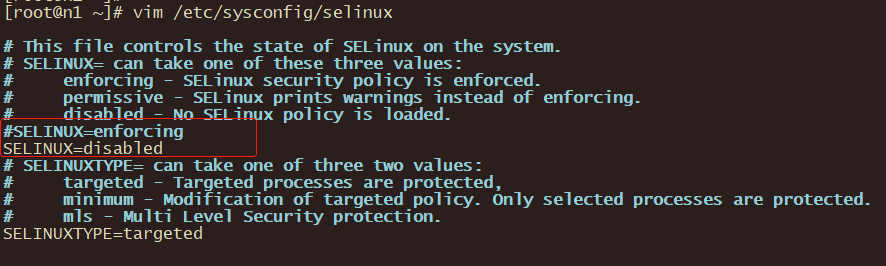 [root@n1 ~]# vim /etc/sysconfig/selinux
# This file controls the state of SELinux on the system.
# SELINUX= can take one of these three values:
#     enforcing - SELinux security policy is enforced.
#     permissive - SELinux prints warnings instead of enforcing.
#     disabled - No SELinux policy is loaded.
#SELINUX=enforcing
SELINUX=disabled
# SELINUXTYPE= can take one of three two values:
#     targeted - Targeted processes are protected,
#     minimum - Modification of targeted policy. Only selected processes are protected.
#     mls - Multi Level Security protection.
SELINUXTYPE=targeted